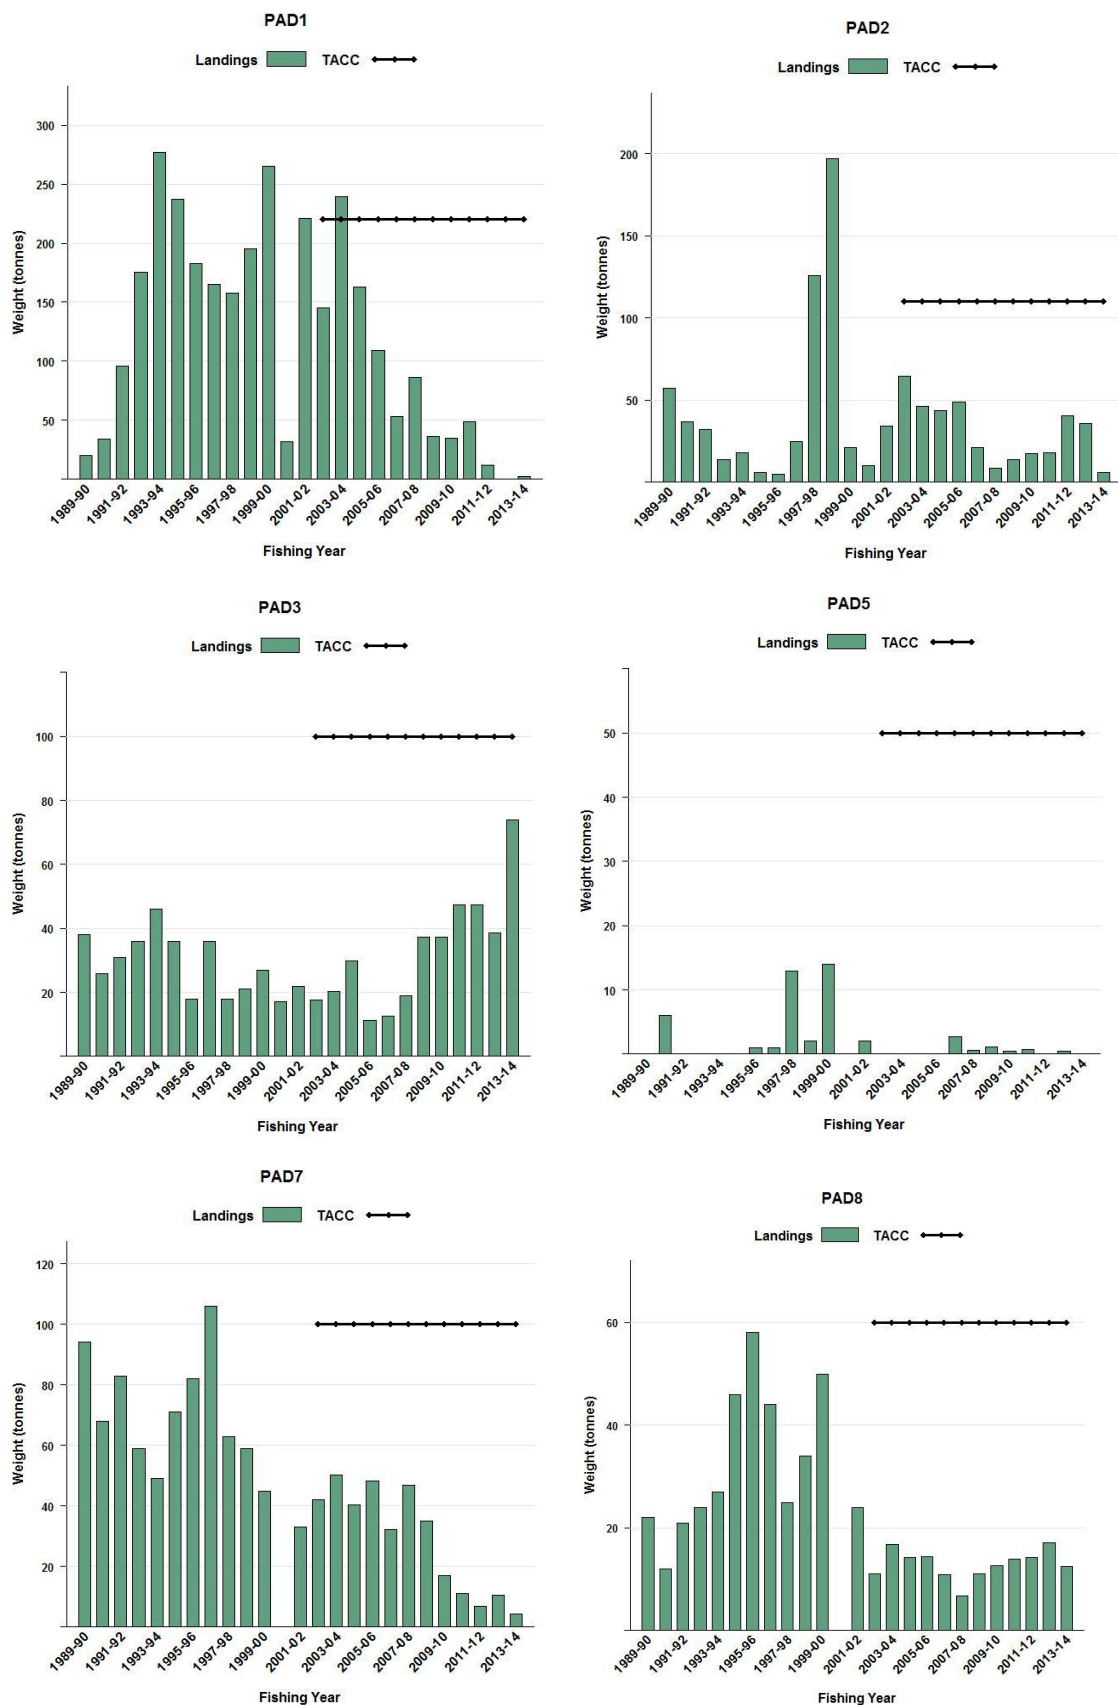 PAD1
Landings TACC
Weight (tonnes)
300
250
200
150
100
50
1989-90 1991-92 1993-94 1995-96 1997-98 1999-00 2001-02 2003-04 2005-06 2007-08 2009-10 2011-12 2013-14
Fishing Year
PAD2
Landings TACC
Weight (tonnes)
200
150
100
50
1989-90 1991-92 1993-94 1995-96 1997-98 1999-00 2001-02 2003-04 2005-06 2007-08 2009-10 2011-12 2013-14
Fishing Year
PAD3
Landings TACC
Weight (tonnes)
100
80
60
40
20
1989-90 1991-92 1993-94 1995-96 1997-98 1999-00 2001-02 2003-04 2005-06 2007-08 2009-10 2011-12 2013-14
Fishing Year
PAD5
Landings TACC
Weight (tonnes)
50
40
30
20
10
1989-90 1991-92 1993-94 1995-96 1997-98 1999-00 2001-02 2003-04 2005-06 2007-08 2009-10 2011-12 2013-14
Fishing Year
PAD7
Landings TACC
Weight (tonnes)
120
100
80
60
40
20
1989-90 1991-92 1993-94 1995-96 1997-98 1999-00 2001-02 2003-04 2005-06 2007-08 2009-10 2011-12 2013-14
Fishing Year
PAD8
Landings TACC
Weight (tonnes)
60
40
20
1989-90 1991-92 1993-94 1995-96 1997-98 1999-00 2001-02 2003-04 2005-06 2007-08 2009-10 2011-12 2013-14
Fishing Year